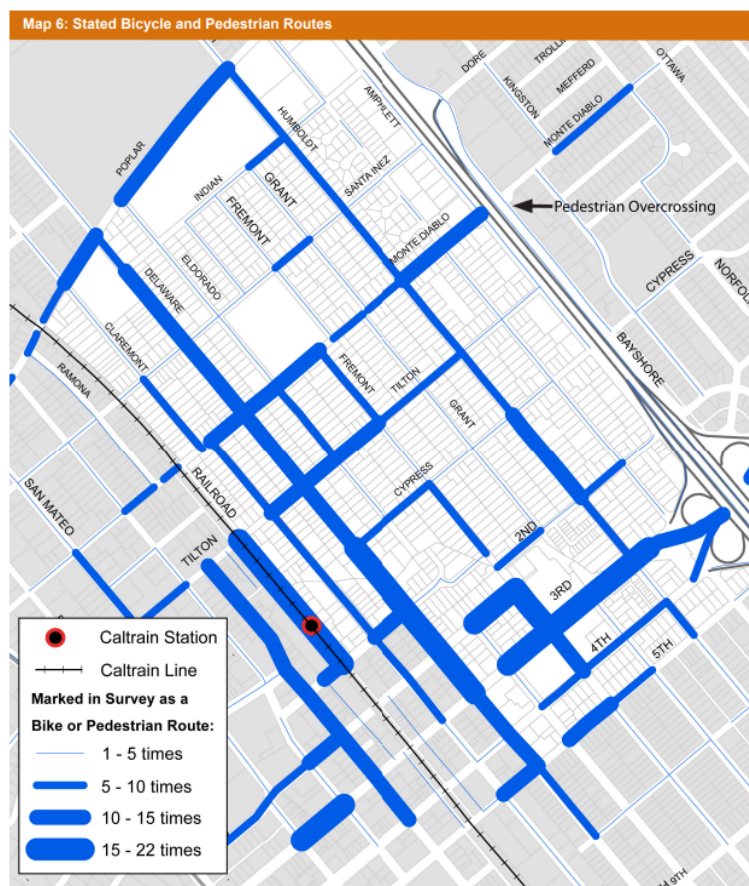 Map 6: Stated Bicycle and Pedestrian Routes
DORE
TROLLI
OTTAWA
MEFFERD
KINGSTON
MONTE DIABLO
AMPHLETT
HUMBOLDT
POPLAR
SANTA INEZ
INDIAN
GRANT
FREMONT
Pedestrian Overcrossing
MONTE DIABLO
ELDORADO
DELAWARE
CYPRESS
NORFOL
CLAREMONT
BAYSHORE
RAMONA
FREMONT
TILTON
GRANT
CYPRESS
RAILROAD
SAN MATEO
2ND
TILTON
3RD
4TH
5TH
9TH
Caltrain Station
Caltrain Line
Marked in Survey as a
Bike or Pedestrian Route:
1 - 5 times
5 - 10 times
10 - 15 times
15 - 22 times